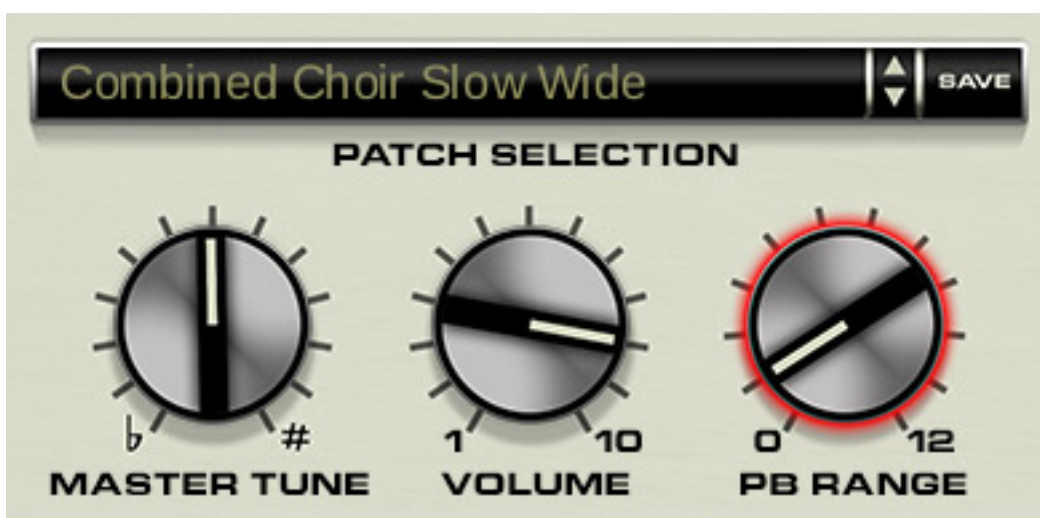 Combined Choir Slow Wide SAVE
PATCH SELECTION
♭ # 1 10 0 12
MASTER TUNE VOLUME PB RANGE